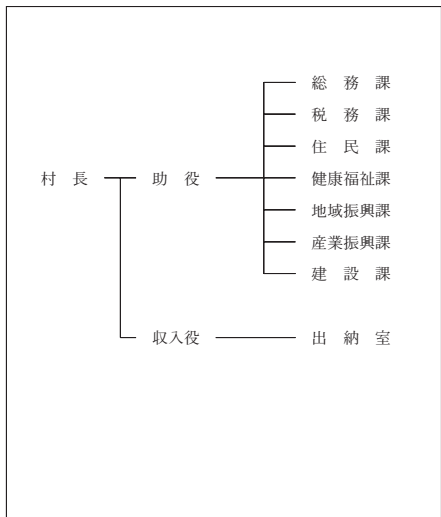 総務課
税務課
住民課
村長 助役 健康福祉課
地域振興課
産業振興課
建設課
収入役 出納室